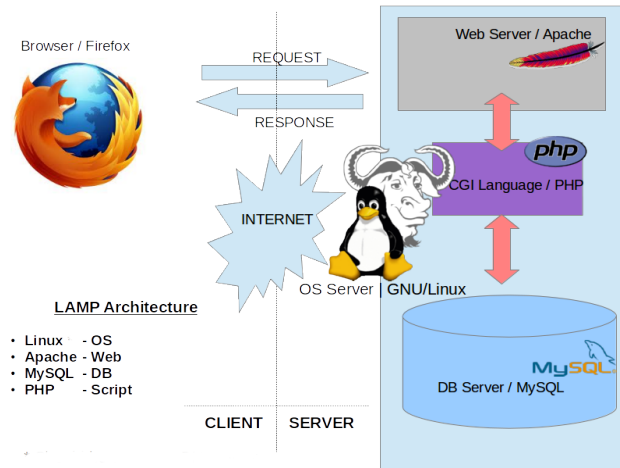 Browser / Firefox
REQUEST
RESPONSE
Web Server / Apache
php
CGI Language / PHP
INTERNET
OS Server | GNU/Linux
LAMP Architecture
• Linux - OS
• Apache - Web
• MySQL - DB
• PHP - Script
MySQL
DB Server / MySQL
CLIENT
SERVER